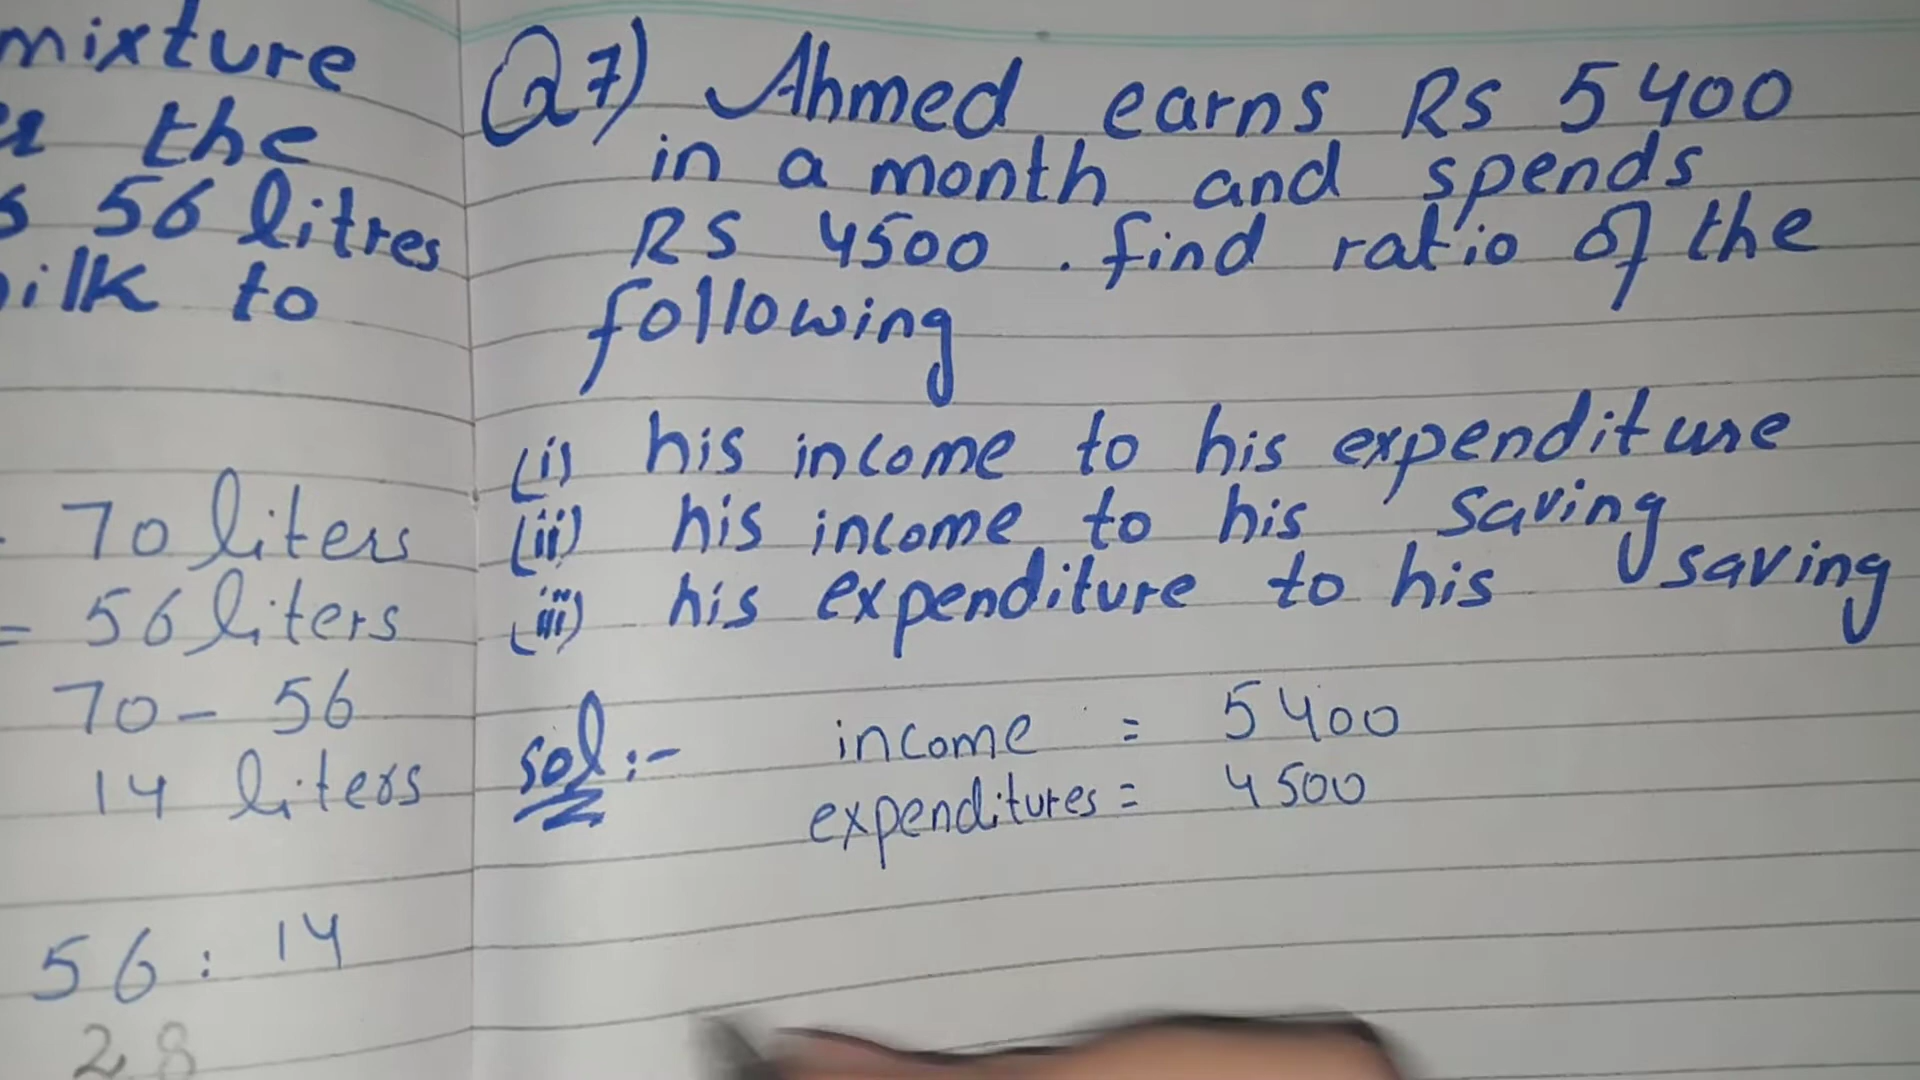 mixture
the
56 litres
to
70 liters
= 56 liters
70 - 56
14 liters
56 : 14
28
Q7) Ahmed earns Rs 5400
in a month and spends
RS 4500 . find ratio of the
following
(i) his income to his expenditure
(ii) his income to his saving
(iii) his expenditure to his saving
sol:- income = 5400
expenditures = 4500